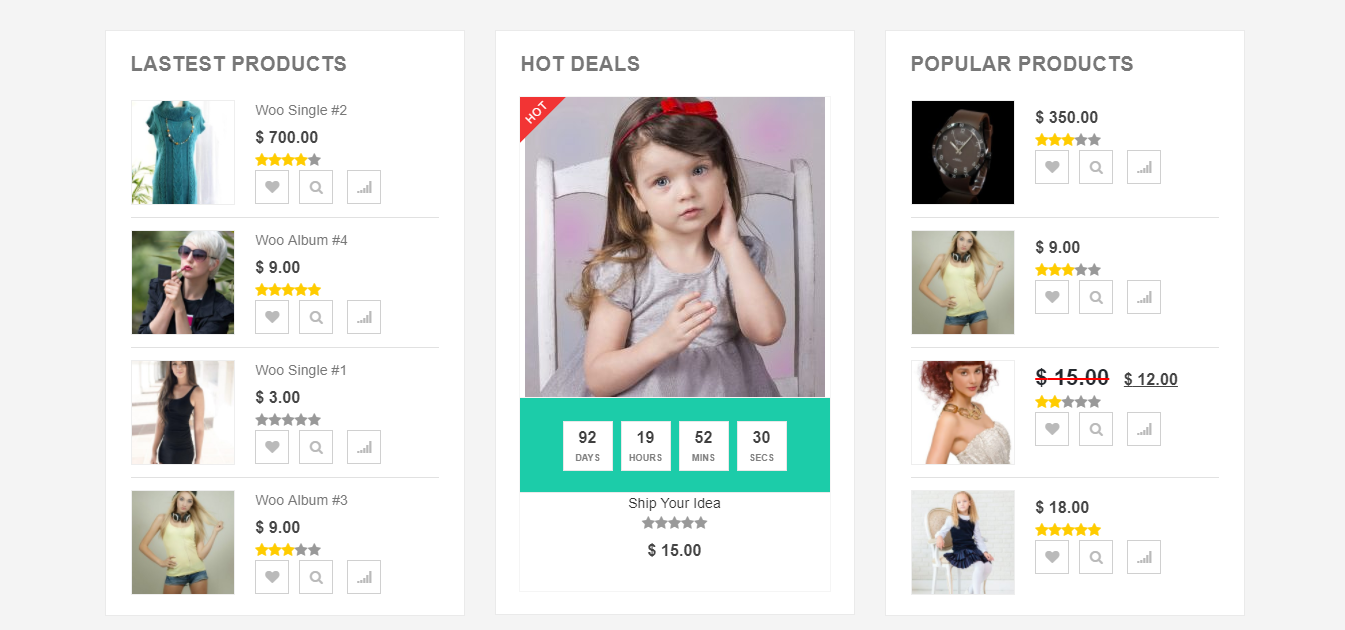 LASTEST PRODUCTS
Woo Single #2
$ 700.00
Woo Album #4
$ 9.00
Woo Single #1
$ 3.00
Woo Album #3
$ 9.00
HOT DEALS
HOT
92 19 52 30
DAYS HOURS MINS SECS
Ship Your Idea
$ 15.00
POPULAR PRODUCTS
$ 350.00
$ 9.00
$ 15.00 $ 12.00
$ 18.00